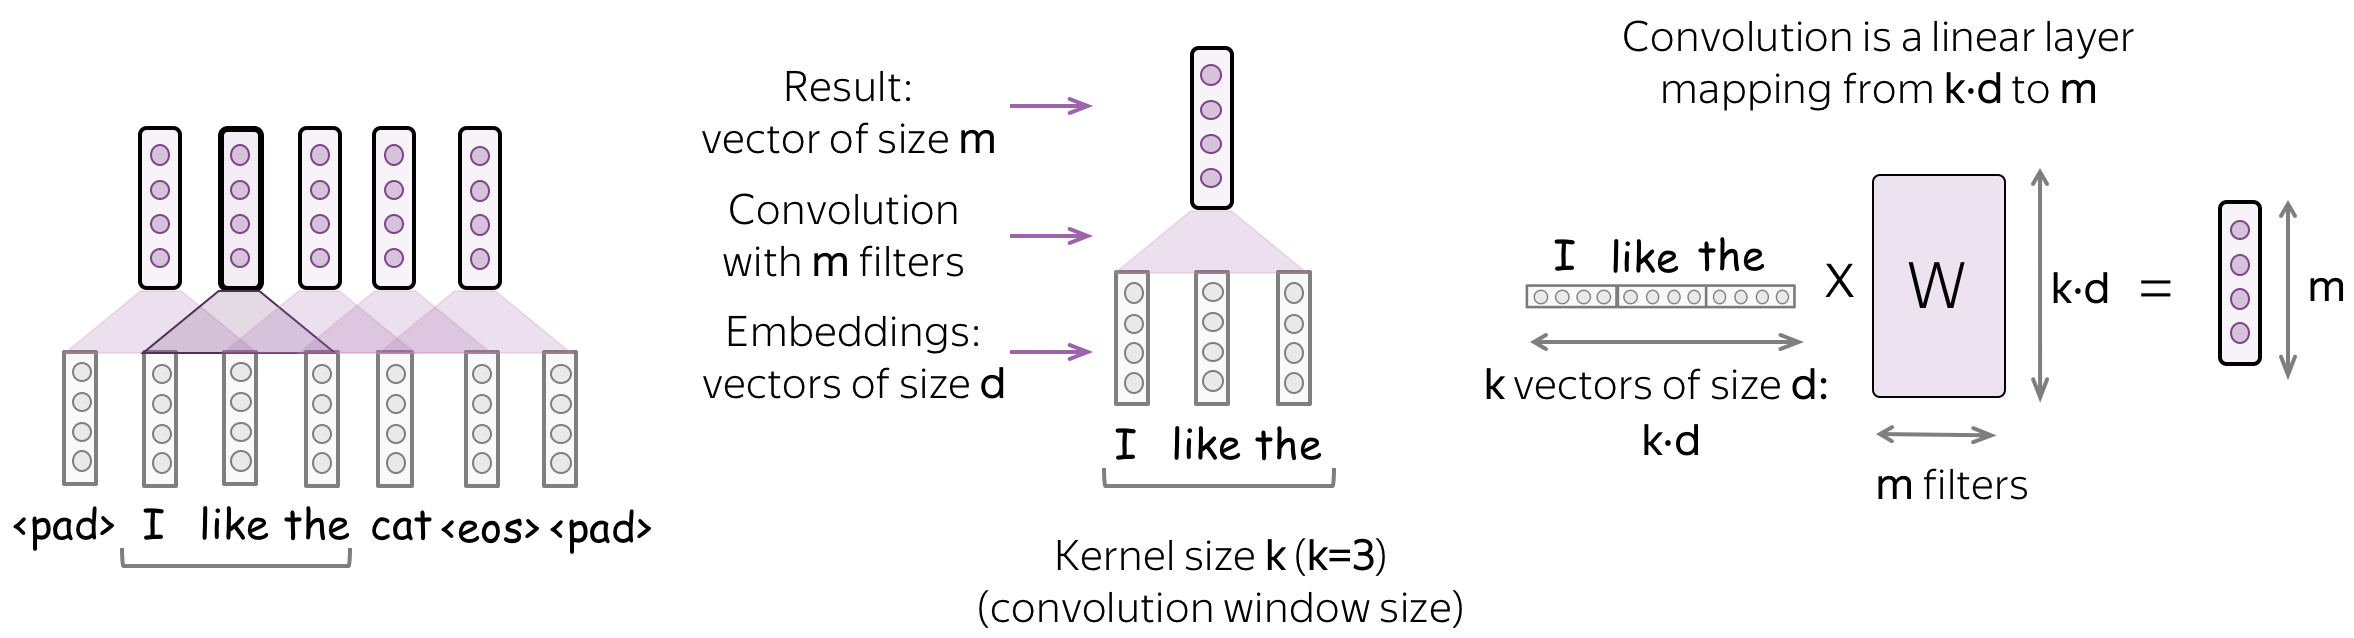 <pad> I like the cat <eos> <pad>
Result:
vector of size m
Convolution
with m filters
Embeddings:
vectors of size d
I like the
Kernel size k (k=3)
(convolution window size)
Convolution is a linear layer
mapping from k·d to m
I like the
X
W
k·d
=
m
k vectors of size d:
k·d
m filters